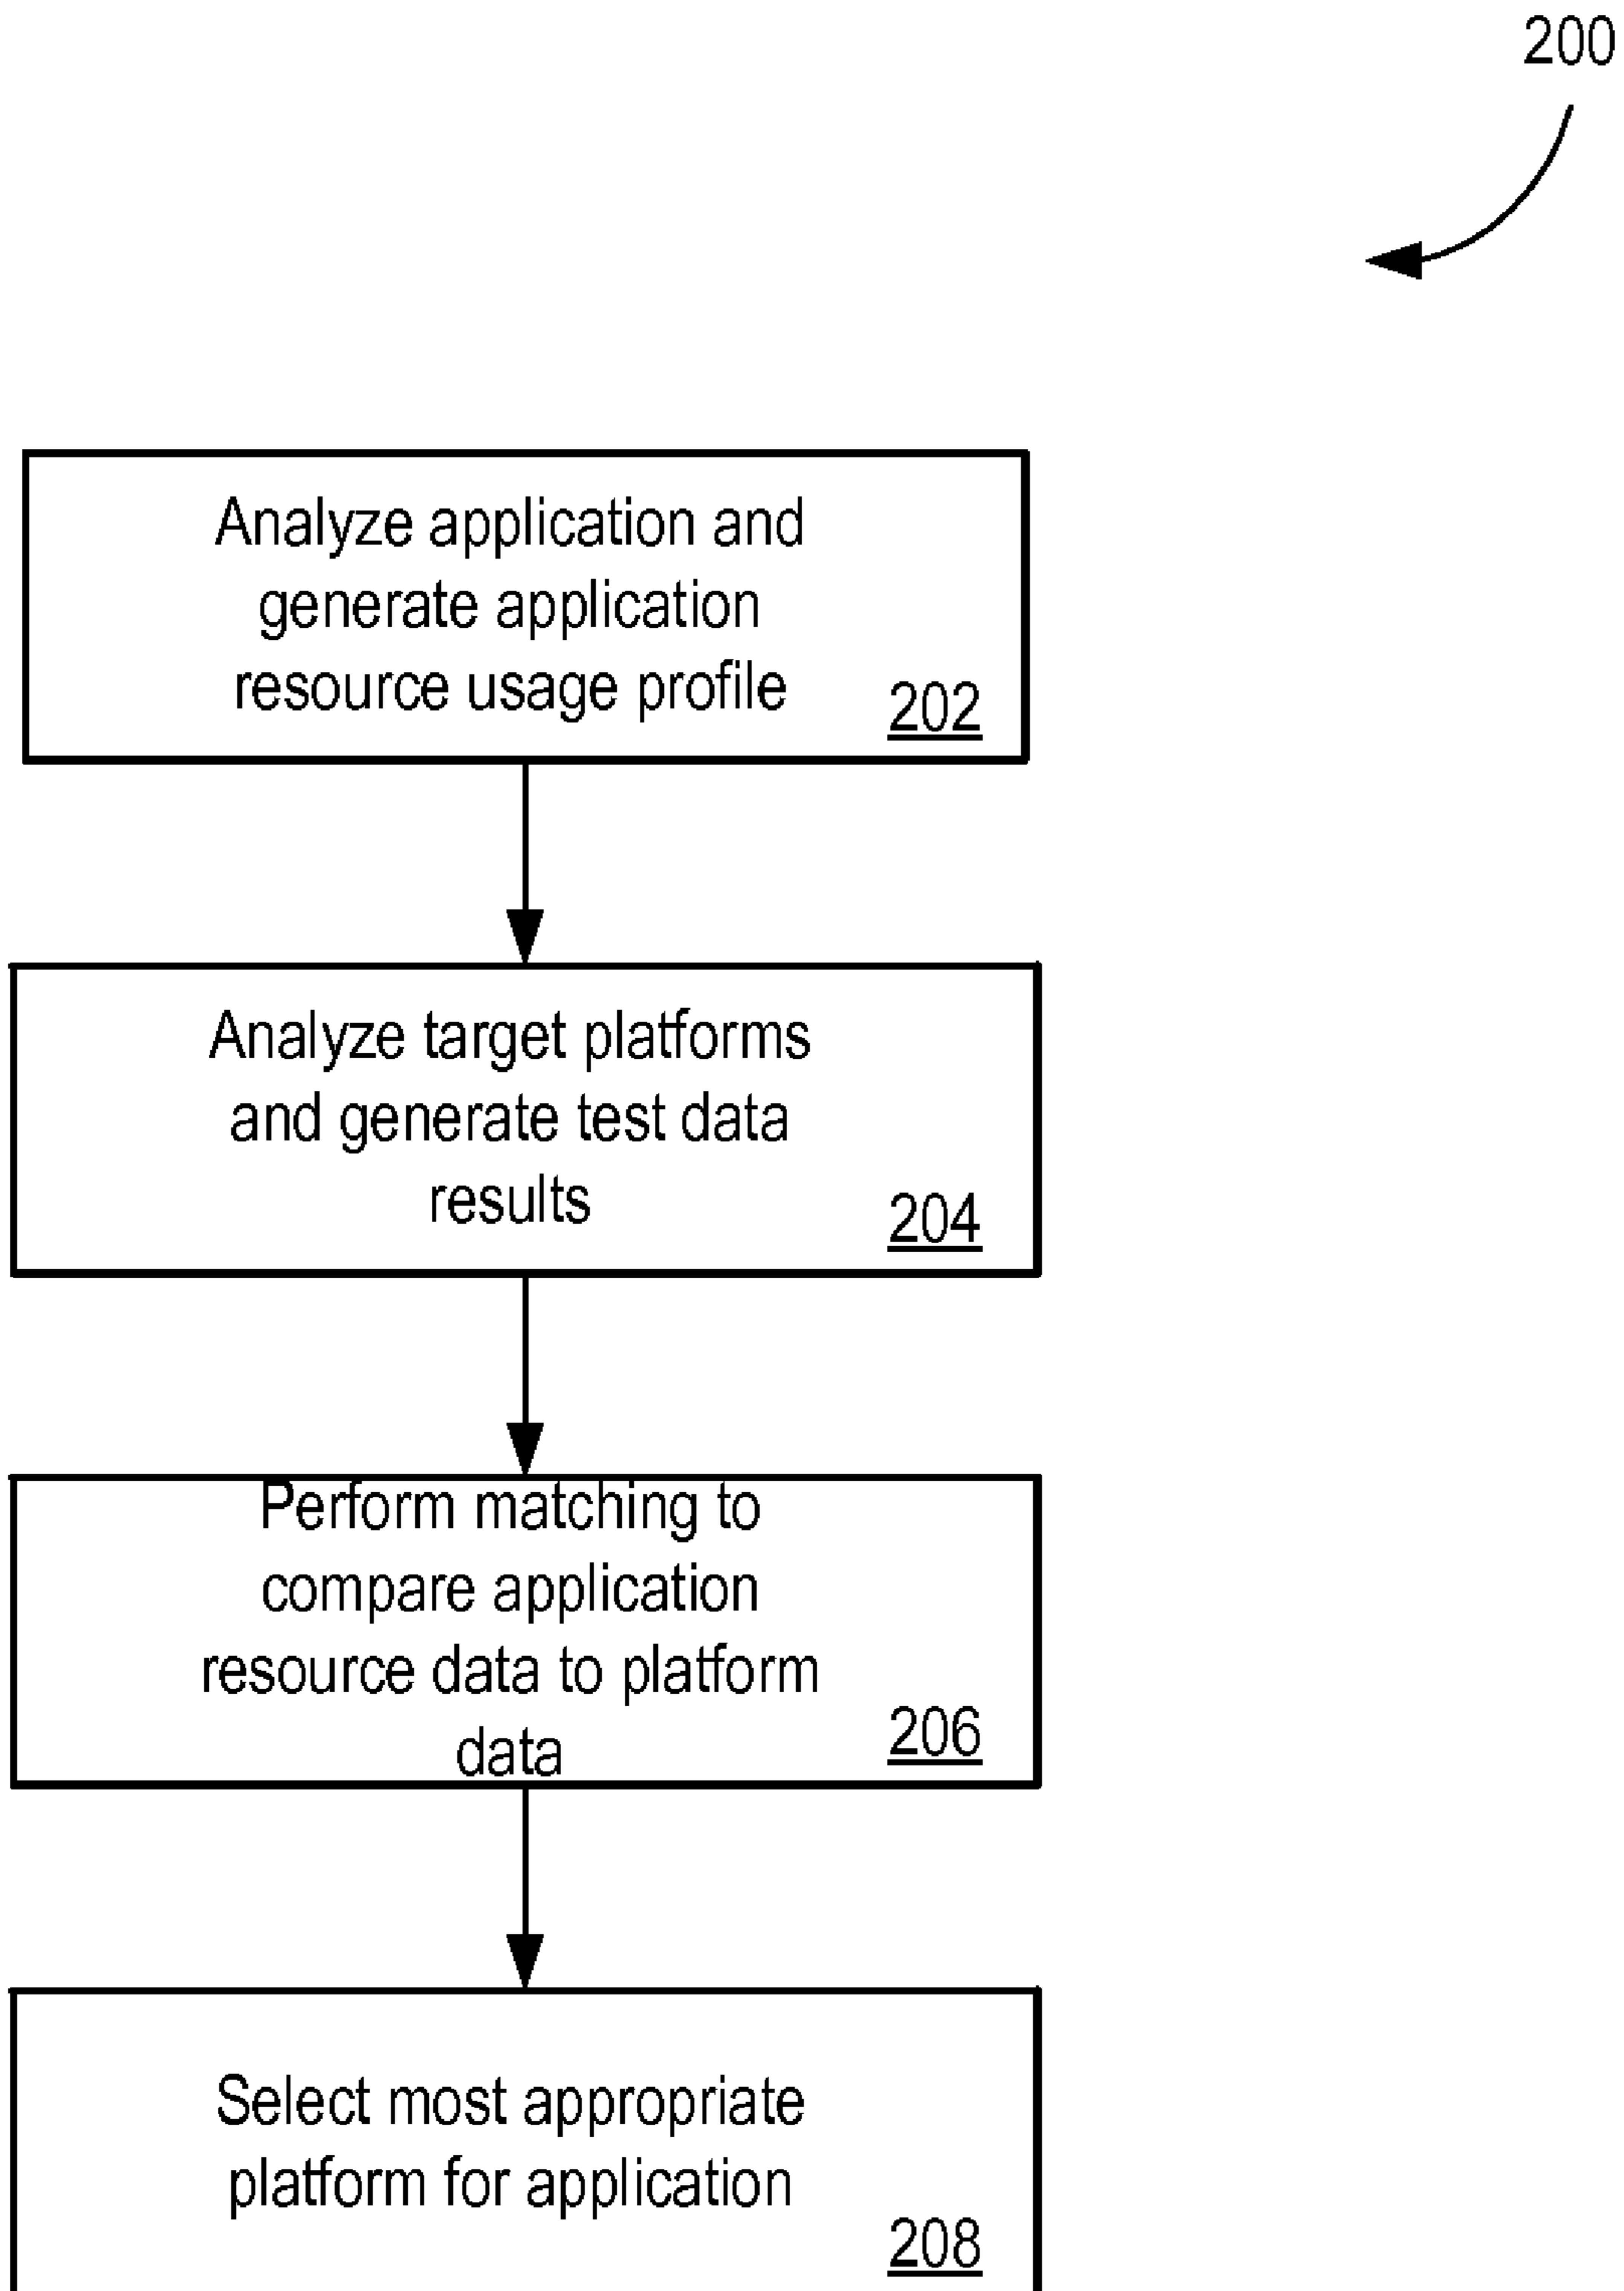 200
Analyze application and
generate application
resource usage profile
202
Analyze target platforms
and generate test data
results
204
Perform matching to
compare application
resource data to platform
data
206
Select most appropriate
platform for application
208